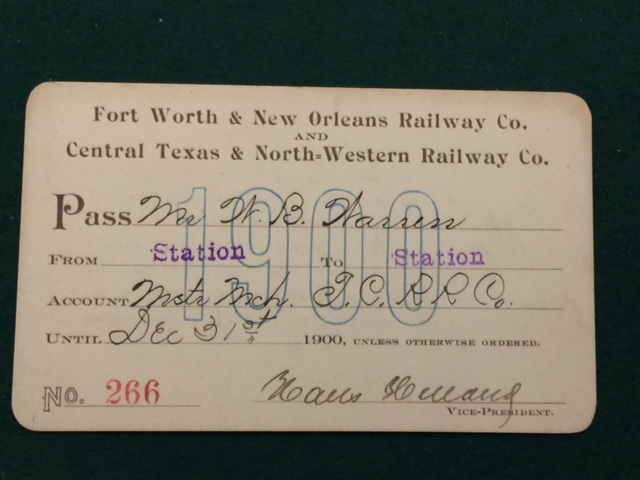 Fort Worth & New Orleans Railway Co.
AND
Central Texas & North=Western Railway Co.
1900
Pass Mr W. B. Warren
FROM Station TO Station
ACCOUNT Mstr Mch. T. C. R R Co.
UNTIL Dec 31st 1900, UNLESS OTHERWISE ORDERED.
No. 266
VICE-PRESIDENT.